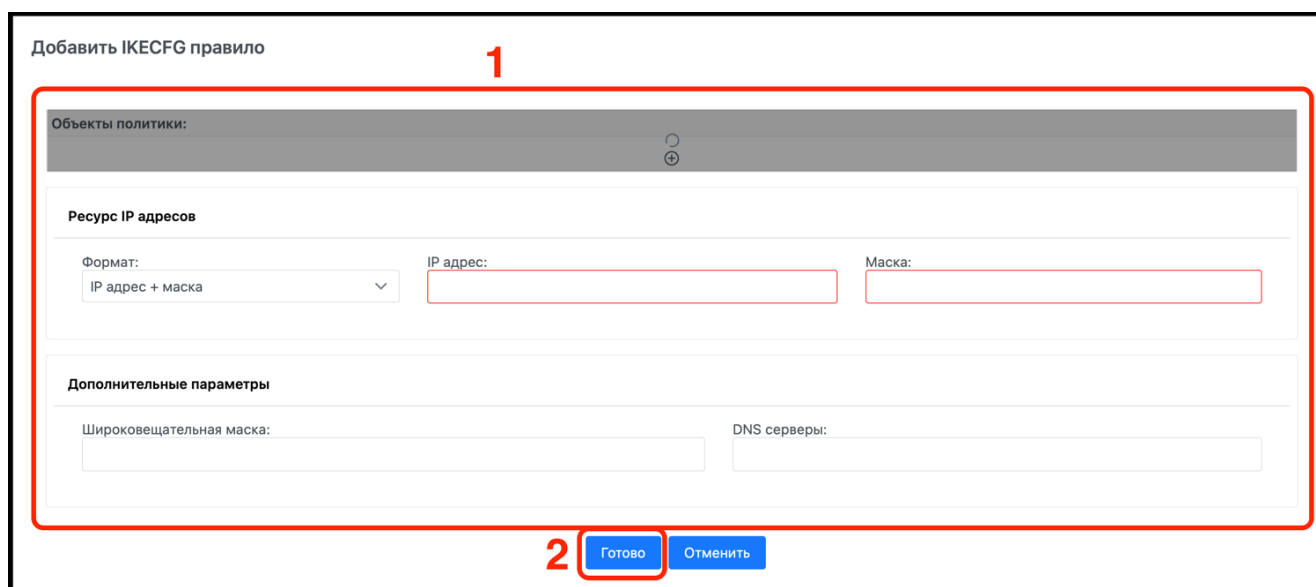 Добавить IKECFG правило
1
Объекты политики:
Ресурс IP адресов
Формат: IP адрес: Маска:
IP адрес + маска
Дополнительные параметры
Широковещательная маска: DNS серверы:
2 Готово Отменить